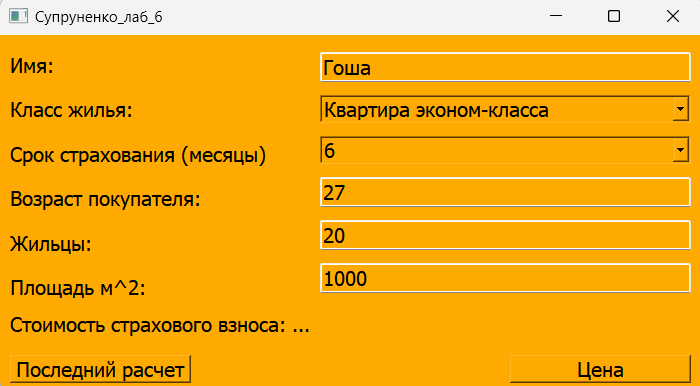 Супруненко_лаб_6
Имя: Гоша
Класс жилья: Квартира эконом-класса
Срок страхования (месяцы) 6
Возраст покупателя: 27
Жильцы: 20
Площадь м^2: 1000
Стоимость страхового взноса: ...
Последний расчет Цена